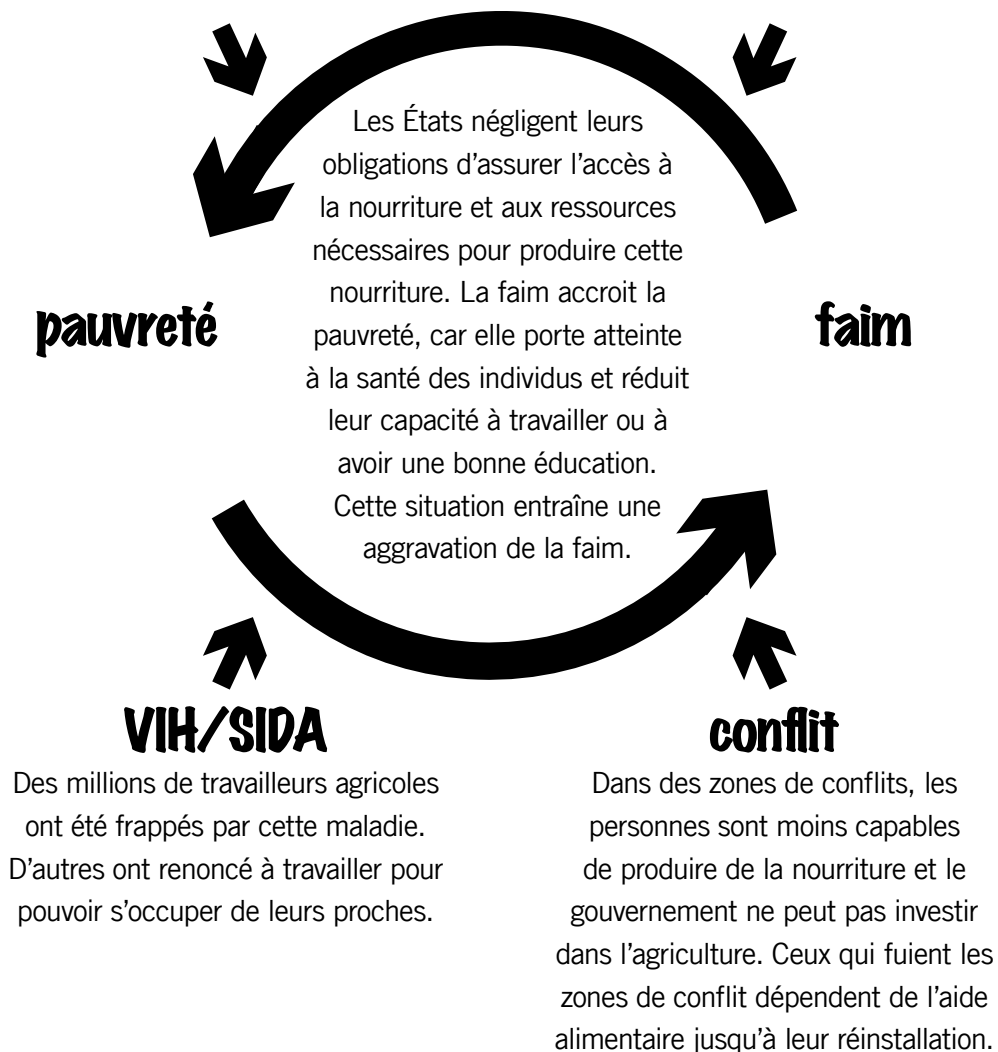 Les États négligent leurs
obligations d'assurer l'accès à
la nourriture et aux ressources
nécessaires pour produire cette
nourriture. La faim accroit la
pauvreté, car elle porte atteinte
à la santé des individus et réduit
leur capacité à travailler ou à
avoir une bonne éducation.
Cette situation entraîne une
aggravation de la faim.
pauvreté
faim
VIH/SIDA
Des millions de travailleurs agricoles
ont été frappés par cette maladie.
D'autres ont renoncé à travailler pour
pouvoir s'occuper de leurs proches.
conflit
Dans des zones de conflits, les
personnes sont moins capables
de produire de la nourriture et le
gouvernement ne peut pas investir
dans l'agriculture. Ceux qui fuient les
zones de conflit dépendent de l'aide
alimentaire jusqu'à leur réinstallation.